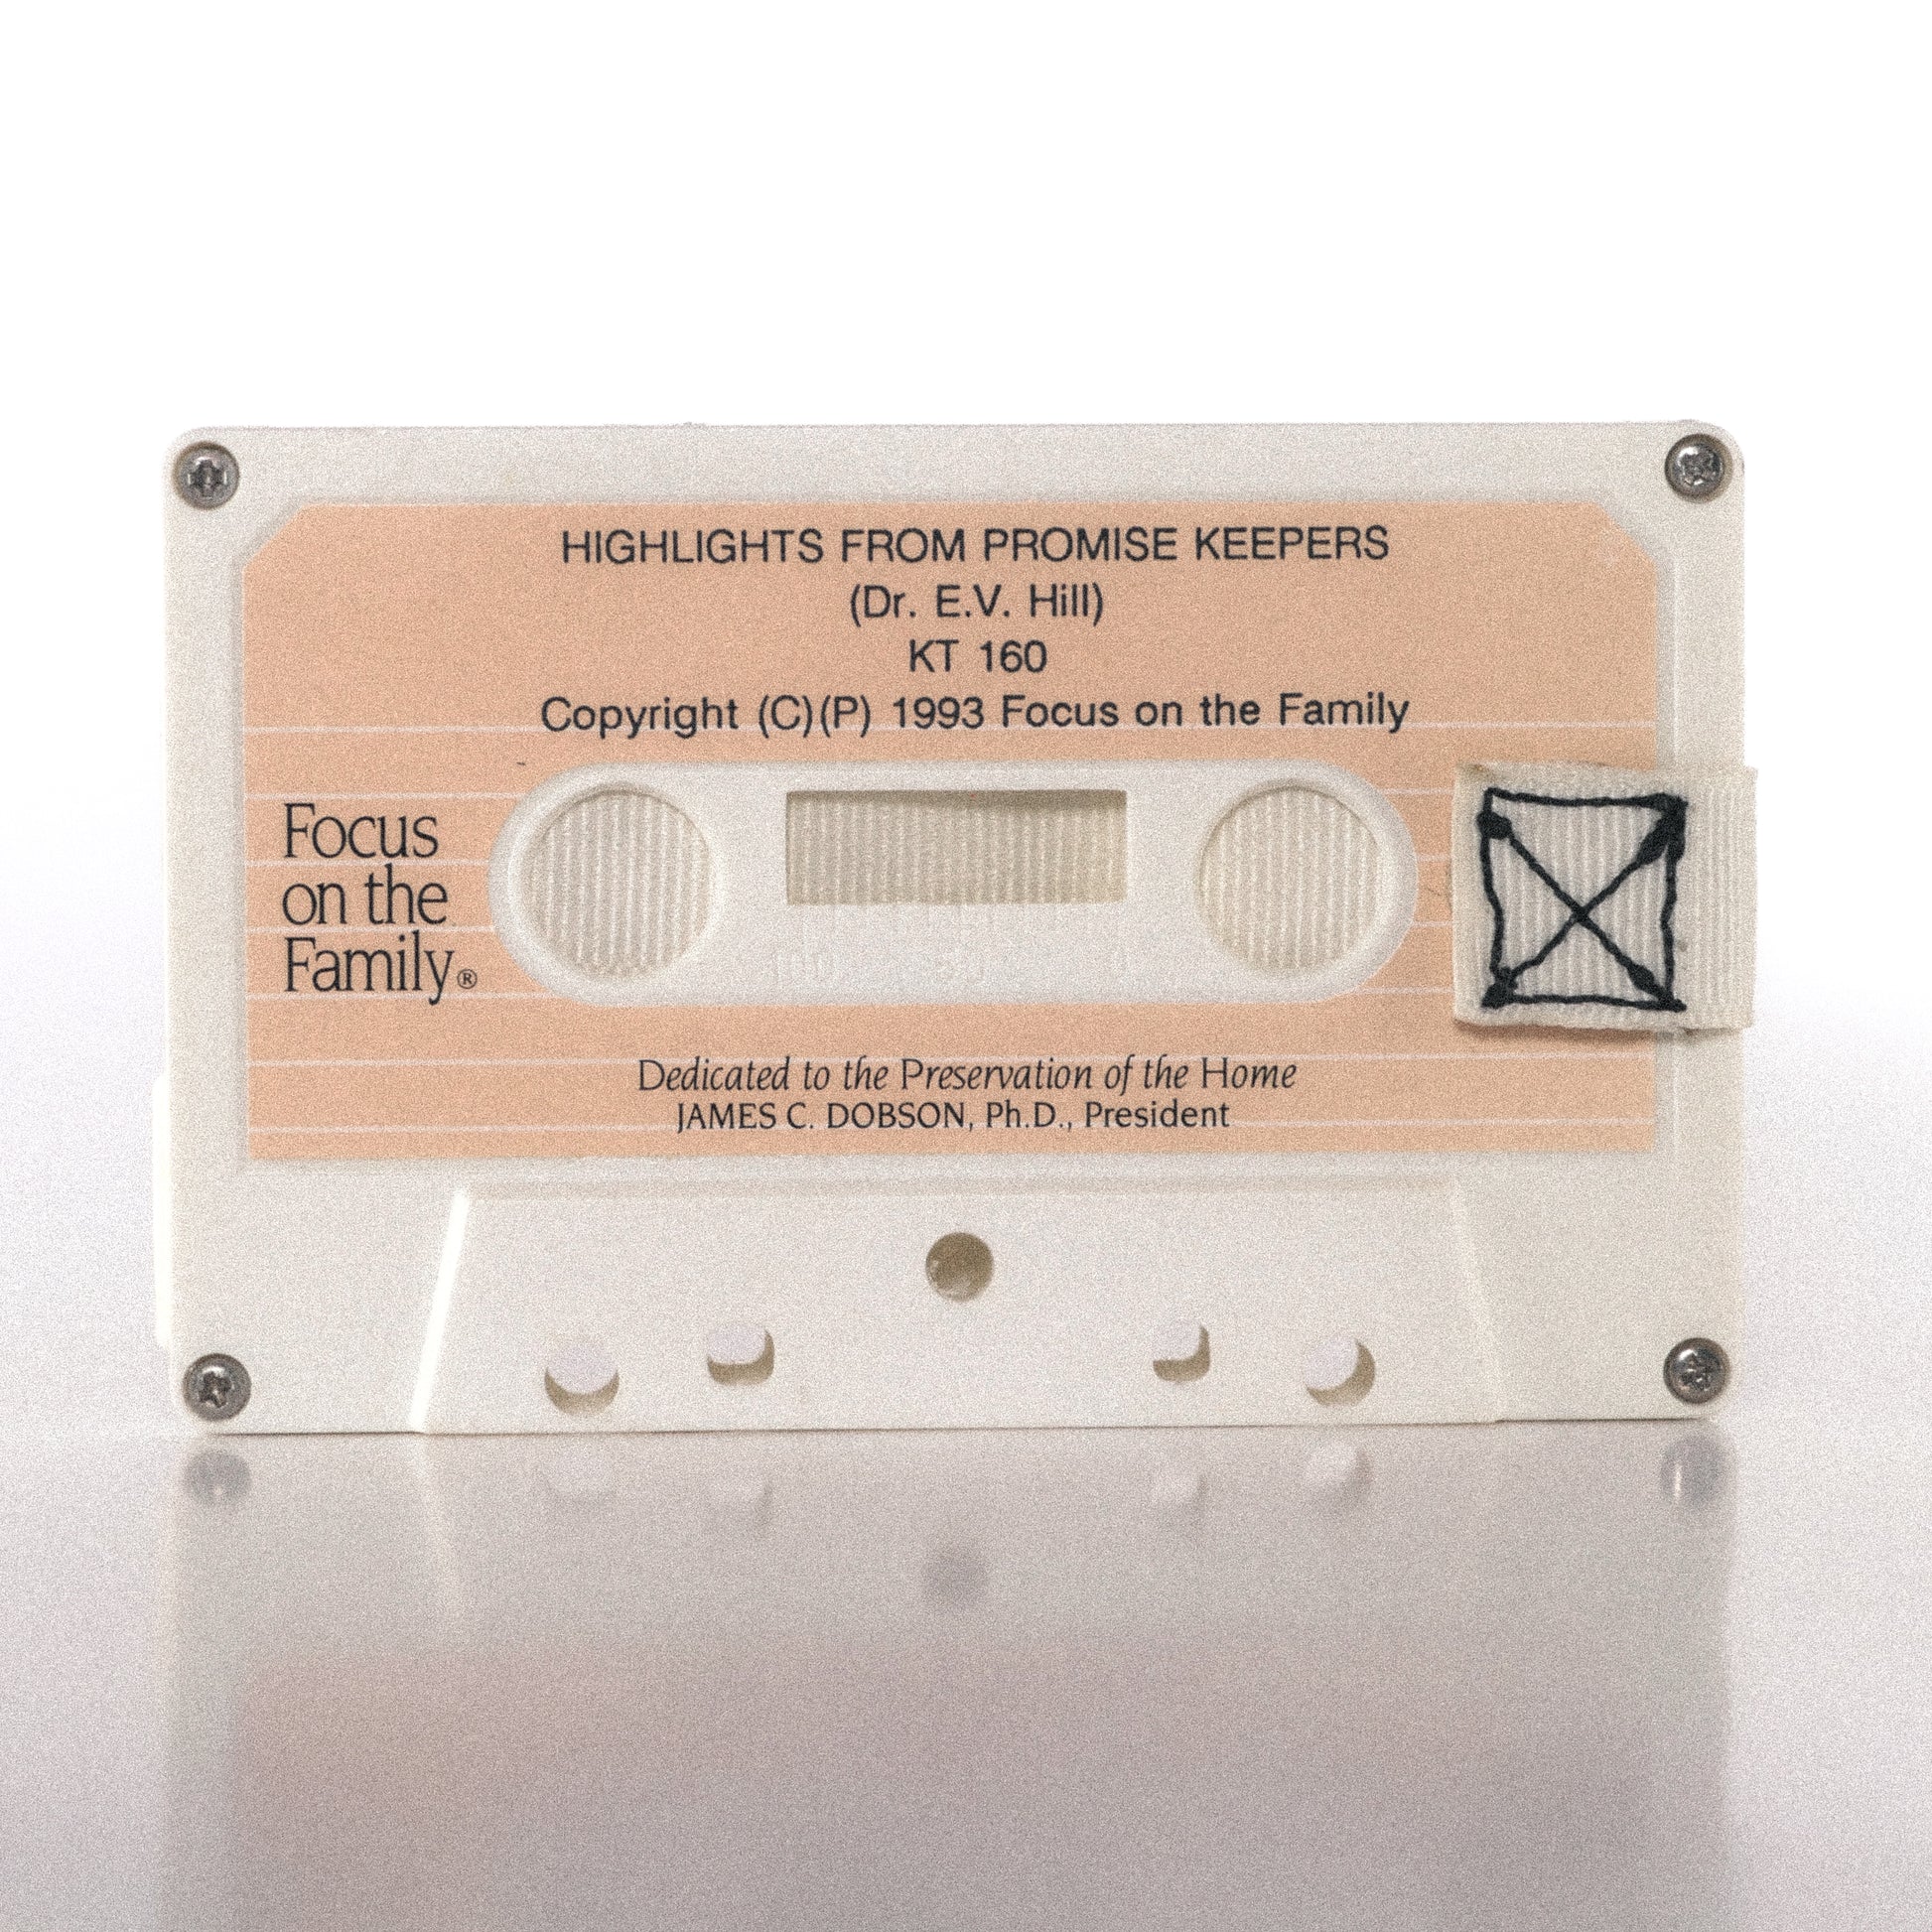 HIGHLIGHTS FROM PROMISE KEEPERS
(Dr. E.V. Hill)
KT 160
Copyright (C)(P) 1993 Focus on the Family
Focus
on the
Family®
Dedicated to the Preservation of the Home
JAMES C. DOBSON, Ph.D., President